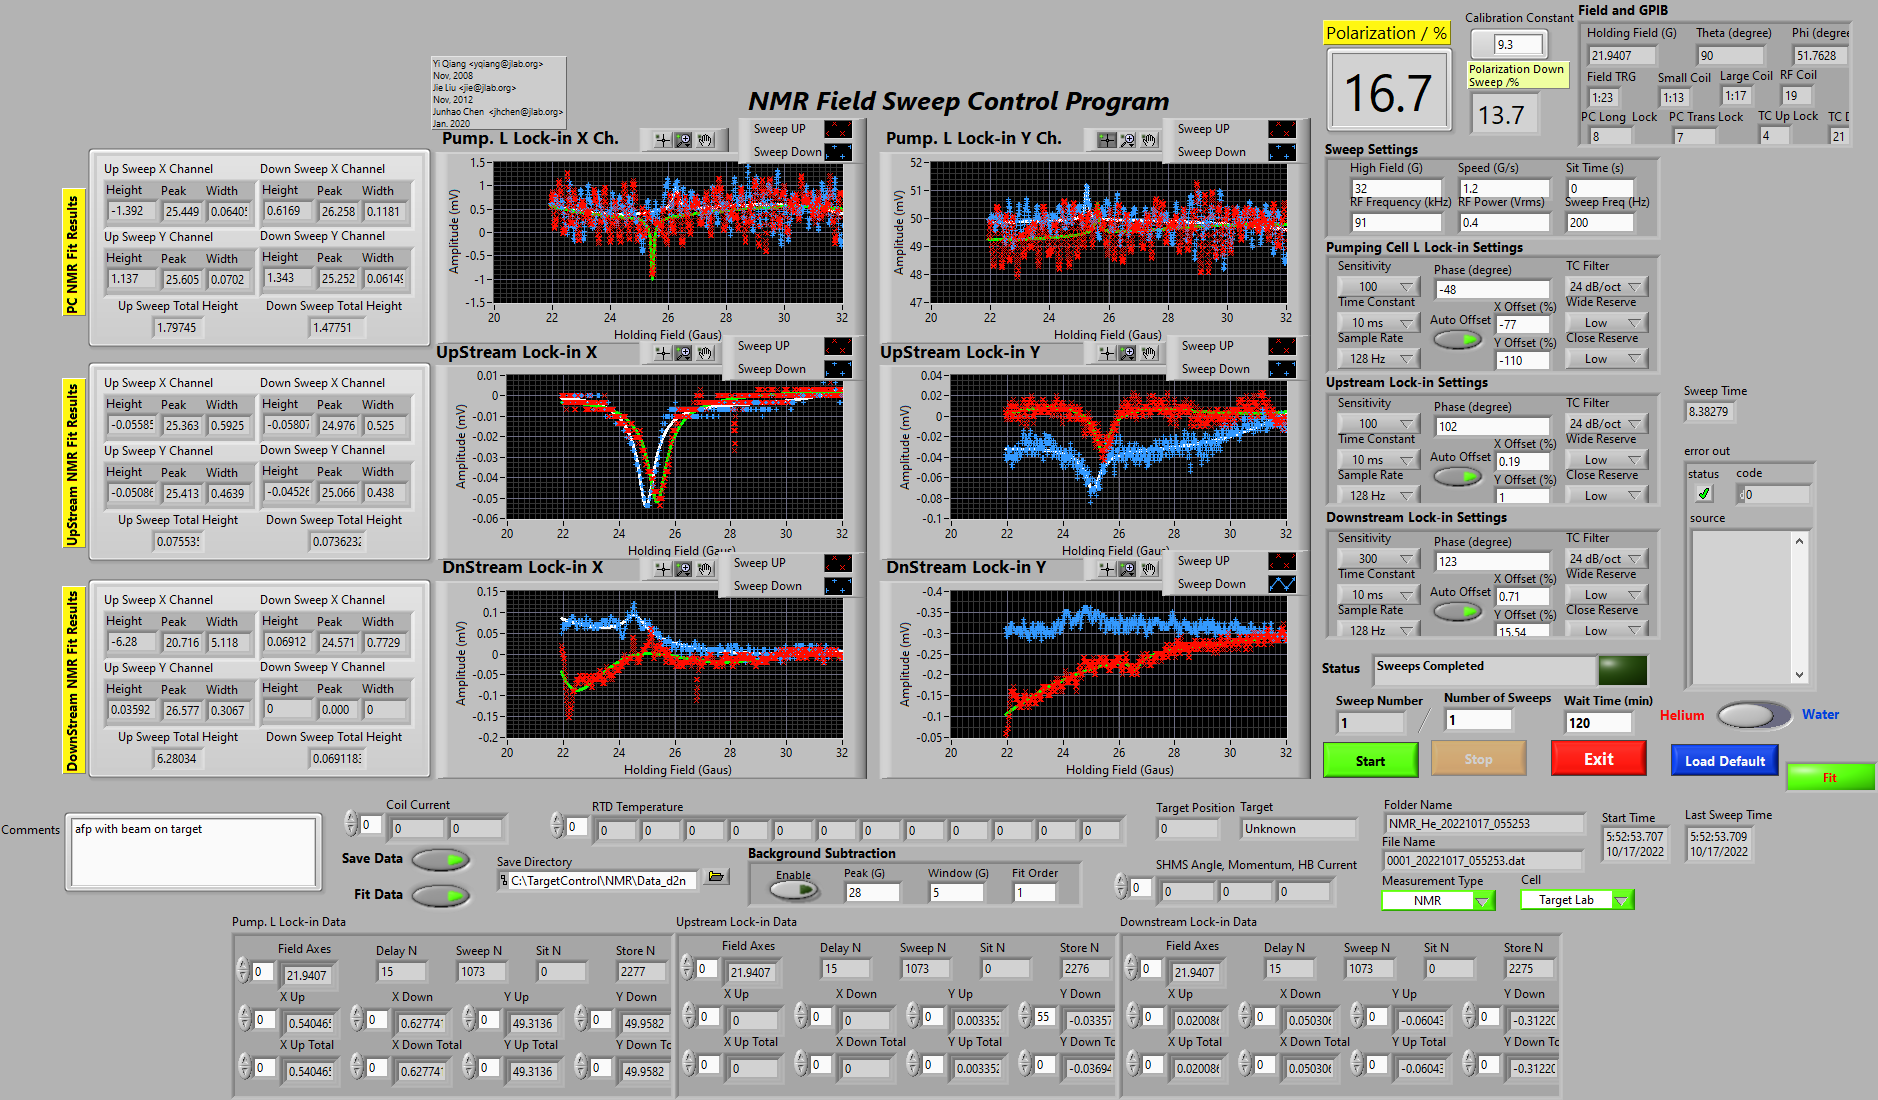 Yi Qiang <yqiang@jlab.org>
Nov, 2008
Jie Liu <jie@jlab.org>
Nov, 2012
Junhao Chen <jhchen@jlab.org>
Jan. 2020
NMR Field Sweep Control Program
Polarization / %
16.7
Calibration Constant
9.3
Polarization Down
Sweep /%
13.7
Field and GPIB
Holding Field (G) Theta (degree) Phi (degree
21.9407 90 51.7628
Field TRG Small Coil Large Coil RF Coil
1:23 1:13 1:17 19
PC Long Lock PC Trans Lock TC Up Lock TC D
8 7 4 21
PC NMR Fit Results
Up Sweep X Channel Down Sweep X Channel
Height Peak Width Height Peak Width
-1.392 25.449 0.0640 0.6169 26.258 0.1181
Up Sweep Y Channel Down Sweep Y Channel
Height Peak Width Height Peak Width
1.137 25.605 0.0702 1.343 25.252 0.0614
Up Sweep Total Height Down Sweep Total Height
1.79745 1.47751
Pump. L Lock-in X Ch.
Sweep UP
Sweep Down
Amplitude (mV)
1.5
1
0.5
0
-0.5
-1
-1.5
20 22 24 26 28 30 32
Holding Field (Gaus)
Pump. L Lock-in Y Ch.
Sweep UP
Sweep Down
Amplitude (mV)
52
51
50
49
48
47
20 22 24 26 28 30 32
Holding Field (Gaus)
Sweep Settings
High Field (G) Speed (G/s) Sit Time (s)
32 1.2 0
RF Frequency (kHz) RF Power (Vrms) Sweep Freq (Hz)
91 0.4 200
Pumping Cell L Lock-in Settings
Sensitivity Phase (degree) TC Filter
100 -48 24 dB/oct
Time Constant X Offset (%) Wide Reserve
10 ms Auto Offset -77 Low
Sample Rate Y Offset (%) Close Reserve
128 Hz -110 Low
UpStream NMR Fit Results
Up Sweep X Channel Down Sweep X Channel
Height Peak Width Height Peak Width
-0.0558 25.363 0.5925 -0.0580 24.976 0.525
Up Sweep Y Channel Down Sweep Y Channel
Height Peak Width Height Peak Width
-0.0508 25.413 0.4639 -0.0452 25.066 0.438
Up Sweep Total Height Down Sweep Total Height
0.07553 0.073623
UpStream Lock-in X
Sweep UP
Sweep Down
Amplitude (mV)
0.01
0
-0.01
-0.02
-0.03
-0.04
-0.05
-0.06
20 22 24 26 28 30 32
Holding Field (Gaus)
UpStream Lock-in Y
Sweep UP
Sweep Down
Amplitude (mV)
0.04
0.02
0
-0.02
-0.04
-0.06
-0.08
-0.1
20 22 24 26 28 30 32
Holding Field (Gaus)
Upstream Lock-in Settings
Sensitivity Phase (degree) TC Filter
100 102 24 dB/oct
Time Constant X Offset (%) Wide Reserve
10 ms Auto Offset 0.19 Low
Sample Rate Y Offset (%) Close Reserve
128 Hz 1 Low
Sweep Time
8.38279
error out
status code
0
source
DownStream NMR Fit Results
Up Sweep X Channel Down Sweep X Channel
Height Peak Width Height Peak Width
-6.28 20.716 5.118 0.06912 24.571 0.7729
Up Sweep Y Channel Down Sweep Y Channel
Height Peak Width Height Peak Width
0.03592 26.577 0.3067 0 0.000 0
Up Sweep Total Height Down Sweep Total Height
6.28034 0.069118
DnStream Lock-in X
Sweep UP
Sweep Down
Amplitude (mV)
0.15
0.1
0.05
0
-0.05
-0.1
-0.15
-0.2
20 22 24 26 28 30 32
Holding Field (Gaus)
DnStream Lock-in Y
Sweep UP
Sweep Down
Amplitude (mV)
-0.4
-0.35
-0.3
-0.25
-0.2
-0.15
-0.1
-0.05
20 22 24 26 28 30 32
Holding Field (Gaus)
Downstream Lock-in Settings
Sensitivity Phase (degree) TC Filter
300 123 24 dB/oct
Time Constant X Offset (%) Wide Reserve
10 ms Auto Offset 0.71 Low
Sample Rate Y Offset (%) Close Reserve
128 Hz 15.54 Low
Status Sweeps Completed
Sweep Number Number of Sweeps Wait Time (min)
1 / 1 120
Helium Water
Start Stop Exit Load Default Fit
Comments afp with beam on target
Coil Current
0 0 0
Save Data
Fit Data
RTD Temperature
0 0 0 0 0 0 0 0 0 0 0 0 0
Save Directory
C:\TargetControl\NMR\Data_d2n
Background Subtraction
Enable Peak (G) Window (G) Fit Order
28 5 1
Target Position Target
0 Unknown
SHMS Angle, Momentum, HB Current
0 0 0 0
Folder Name
NMR_He_20221017_055253
File Name
0001_20221017_055253.dat
Measurement Type Cell
NMR Target Lab
Start Time
5:52:53.707
10/17/2022
Last Sweep Time
5:52:53.709
10/17/2022
Pump. L Lock-in Data
Field Axes Delay N Sweep N Sit N Store N
0 21.9407 15 1073 0 2277
X Up X Down Y Up Y Down
0 0.54046 0 0.62774 0 49.3136 0 49.9582
X Up Total X Down Total Y Up Total Y Down To
0 0.54046 0 0.62774 0 49.3136 0 49.9582
Upstream Lock-in Data
Field Axes Delay N Sweep N Sit N Store N
0 21.9407 15 1073 0 2276
X Up X Down Y Up Y Down
0 0 0 0 0 0.003352 55 -0.03357
X Up Total X Down Total Y Up Total Y Down To
0 0 0 0 0 0.003352 0 -0.03694
Downstream Lock-in Data
Field Axes Delay N Sweep N Sit N Store N
0 21.9407 15 1073 0 2275
X Up X Down Y Up Y Down
0 0.020086 0 0.050306 0 -0.0604 0 -0.3122
X Up Total X Down Total Y Up Total Y Down To
0 0.020086 0 0.050306 0 -0.0604 0 -0.3122